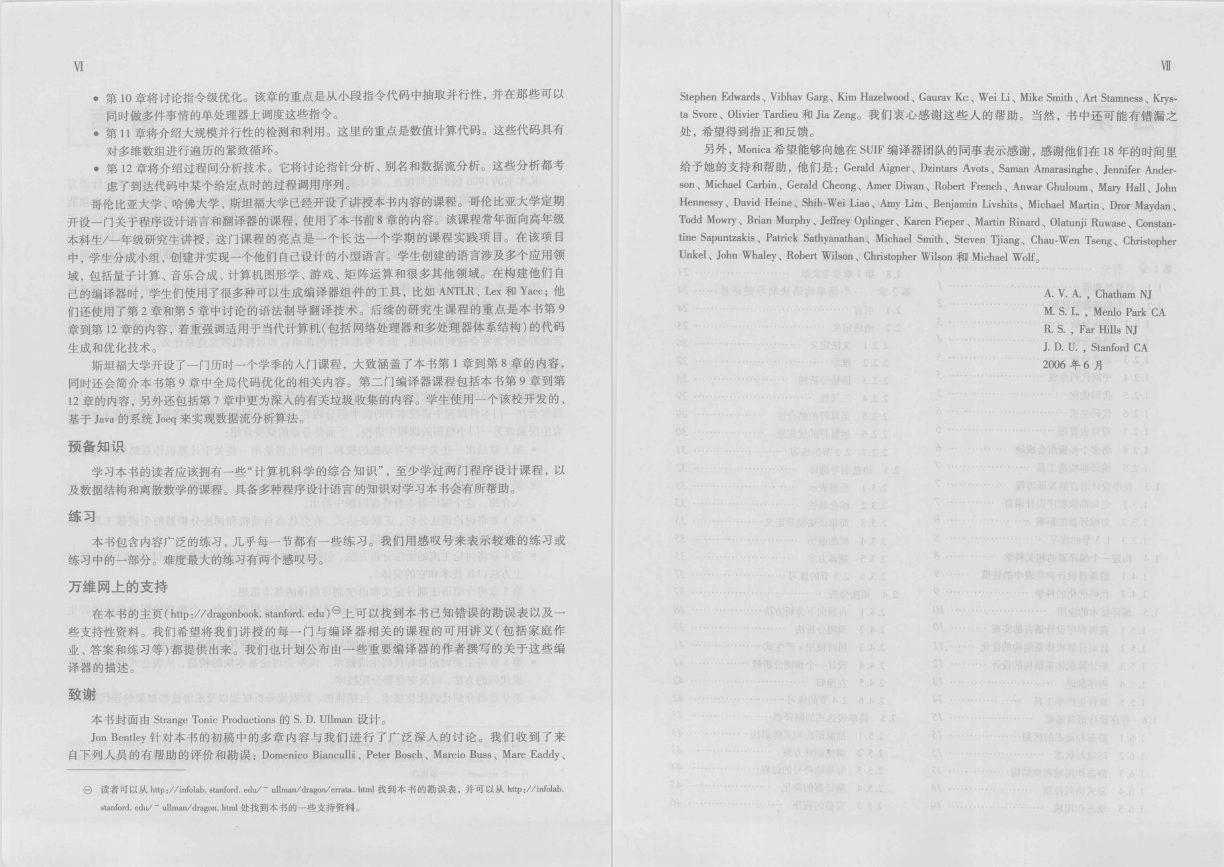 VI
• 第 10 章将讨论指令级优化。该章的重点是从小段指令代码中抽取并行性，并在那些可以
同时做多件事情的单处理器上调度这些指令。
• 第 11 章将介绍大规模并行性的检测和利用。这里的重点是数值计算代码。这些代码具有
对多维数组进行遍历的紧致循环。
• 第 12 章将介绍过程间分析技术。它将讨论指针分析、别名和数据流分析。这些分析都考
虑了到达代码中某个给定点时的过程调用序列。
哥伦比亚大学、哈佛大学、斯坦福大学已经开设了讲授本书内容的课程。哥伦比亚大学定期
开设一门关于程序设计语言和翻译器的课程，使用了本书前8章的内容。该课程常年面向高年级
本科生/一年级研究生讲授，这门课程的亮点是一个长达一个学期的课程实践项目。在该项目
中，学生分成小组，创建并实现一个他们自己设计的小型语言。学生创建的语言涉及多个应用领
域，包括量子计算、音乐合成、计算机图形学、游戏、矩阵运算和很多其他领域。在构建他们自
己的编译器时，学生们使用了很多种可以生成编译器组件的工具，比如 ANTLR、Lex 和 Yacc；他
们还使用了第 2 章和第 5 章中讨论的语法制导翻译技术。后续的研究生课程的重点是本书第 9
章到第 12 章的内容，着重强调适用于当代计算机(包括网络处理器和多处理器体系结构)的代码
生成和优化技术。
斯坦福大学开设了一门历时一个学季的入门课程，大致涵盖了本书第 1 章到第 8 章的内容，
同时还会简介本书第 9 章中全局代码优化的相关内容。第二门编译器课程包括本书第 9 章到第
12 章的内容，另外还包括第 7 章中更为深入的有关垃圾收集的内容。学生使用一个该校开发的、
基于 Java 的系统 Joeq 来实现数据流分析算法。
预备知识
学习本书的读者应该拥有一些“计算机科学的综合知识”，至少学过两门程序设计课程，以
及数据结构和离散数学的课程。具备多种程序设计语言的知识对学习本书会有所帮助。
练习
本书包含内容广泛的练习，几乎每一节都有一些练习。我们用感叹号来表示较难的练习或
练习中的一部分。难度最大的练习有两个感叹号。
万维网上的支持
在本书的主页(http://dragonbook.stanford.edu)⊖上可以找到本书已知错误的勘误表以及一
些支持性资料。我们希望将我们讲授的每一门与编译器相关的课程的可用讲义(包括家庭作
业、答案和练习等)都提供出来。我们也计划公布由一些重要编译器的作者撰写的关于这些编
译器的描述。
致谢
本书封面由 Strange Tonic Productions 的 S. D. Ullman 设计。
Jon Bentley 针对本书的初稿中的多章内容与我们进行了广泛深入的讨论。我们收到了来
自下列人员的有帮助的评价和勘误：Domenico Bianculli、Peter Bosch、Marcio Buss、Marc Eaddy、
⊖ 读者可以从 http://infolab.stanford.edu/~ullman/dragon/errata.html 找到本书的勘误表，并可以从 http://infolab.
stanford.edu/~ullman/dragon.html 处找到本书的一些支持资料。
VII
Stephen Edwards、Vibhav Garg、Kim Hazelwood、Gaurav Kc、Wei Li、Mike Smith、Art Stamness、Krys-
ta Svore、Olivier Tardieu 和 Jia Zeng。我们衷心感谢这些人的帮助。当然，书中还可能有错漏之
处，希望得到指正和反馈。
另外，Monica 希望能够向她在 SUIF 编译器团队的同事表示感谢，感谢他们在 18 年的时间里
给予她的支持和帮助，他们是：Gerald Aigner、Dzintars Avots、Saman Amarasinghe、Jennifer Ander-
son、Michael Carbin、Gerald Cheong、Amer Diwan、Robert French、Anwar Ghuloum、Mary Hall、John
Hennessy、David Heine、Shih-Wei Liao、Amy Lim、Benjamin Livshits、Michael Martin、Dror Maydan、
Todd Mowry、Brian Murphy、Jeffrey Oplinger、Karen Pieper、Martin Rinard、Olatunji Ruwase、Constan-
tine Sapuntzakis、Patrick Sathyanathan、Michael Smith、Steven Tjiang、Chau-Wen Tseng、Christopher
Unkel、John Whaley、Robert Wilson、Christopher Wilson 和 Michael Wolf。
A. V. A.，Chatham NJ
M. S. L.，Menlo Park CA
R. S.，Far Hills NJ
J. D. U.，Stanford CA
2006 年 6 月